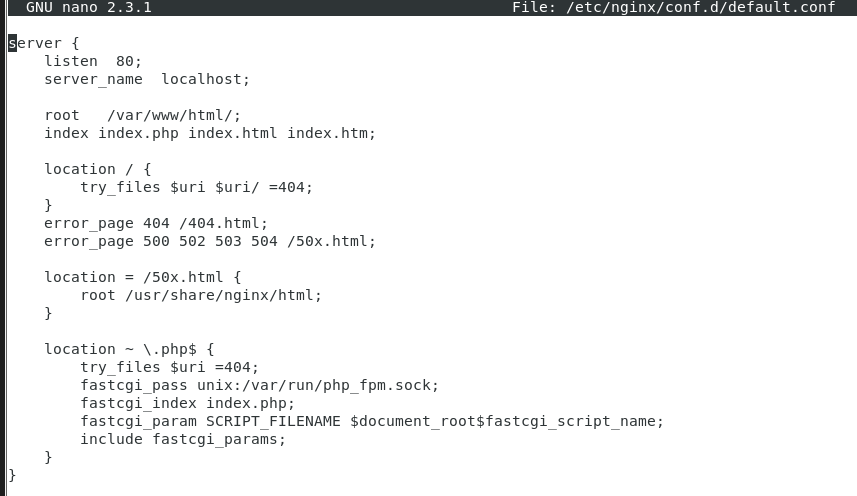 GNU nano 2.3.1 File: /etc/nginx/conf.d/default.conf
server {
listen 80;
server_name localhost;
root /var/www/html/;
index index.php index.html index.htm;
location / {
try_files $uri $uri/ =404;
}
error_page 404 /404.html;
error_page 500 502 503 504 /50x.html;
location = /50x.html {
root /usr/share/nginx/html;
}
location ~ \.php$ {
try_files $uri =404;
fastcgi_pass unix:/var/run/php_fpm.sock;
fastcgi_index index.php;
fastcgi_param SCRIPT_FILENAME $document_root$fastcgi_script_name;
include fastcgi_params;
}
}